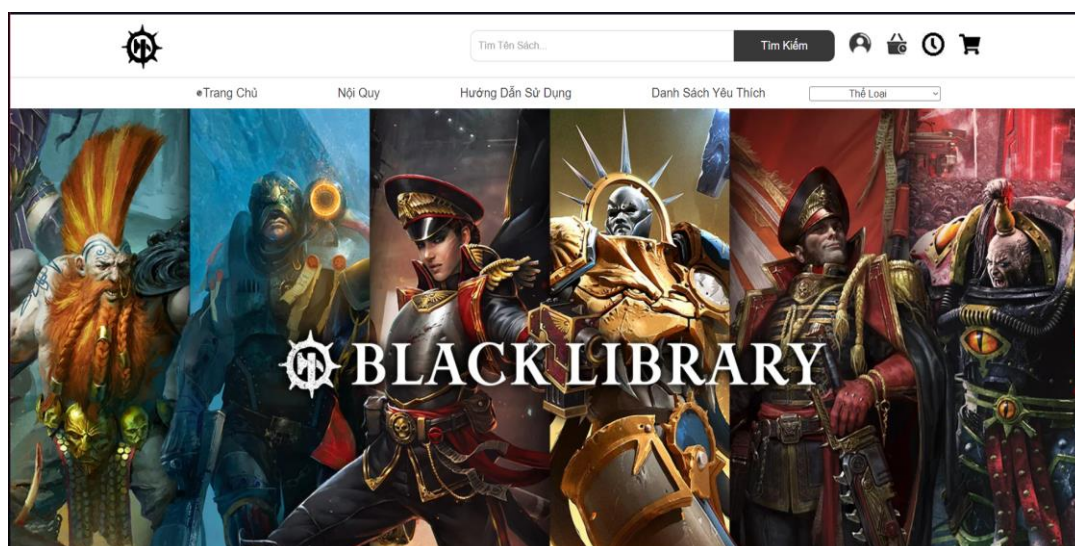 Tìm Tên Sách...
Tìm Kiếm
Trang Chủ
Nội Quy
Hướng Dẫn Sử Dụng
Danh Sách Yêu Thích
Thể Loại
BLACK LIBRARY